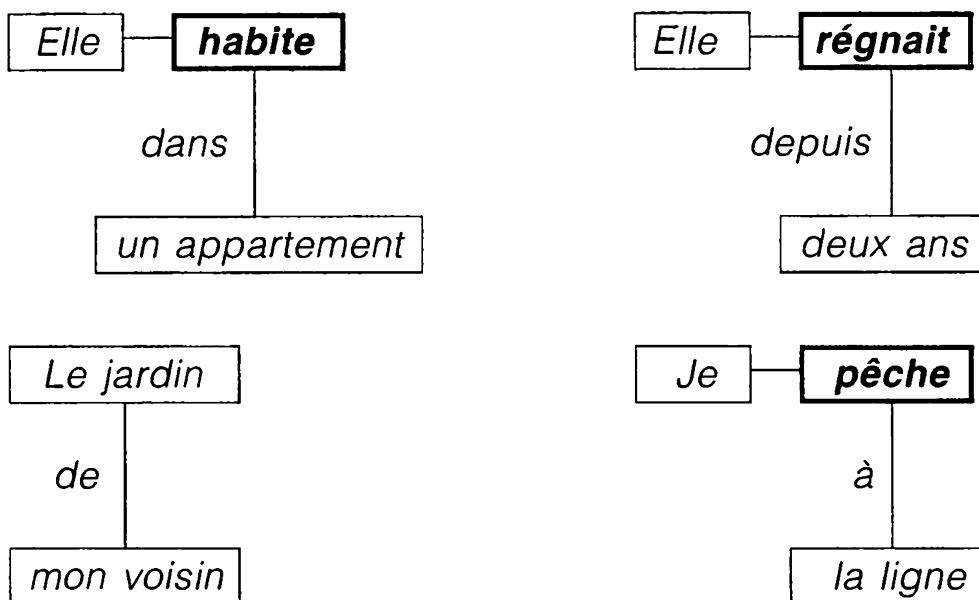 Elle habite
dans
un appartement
Elle régnait
depuis
deux ans
Le jardin
de
mon voisin
Je pêche
à
la ligne